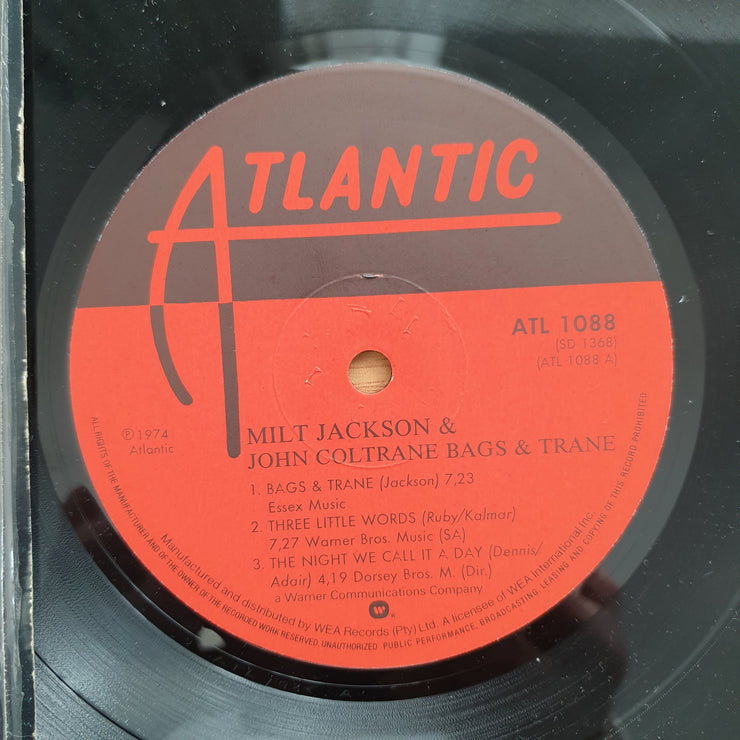 ATLANTIC
ATL 1088
(SD 1368)
(ATL 1088 A)
℗ 1974
Atlantic
MILT JACKSON &
JOHN COLTRANE BAGS & TRANE
1. BAGS & TRANE (Jackson) 7,23
Essex Music
2. THREE LITTLE WORDS (Ruby/Kalmar)
7,27 Warner Bros. Music (SA)
3. THE NIGHT WE CALL IT A DAY (Dennis/
Adair) 4,19 Dorsey Bros. M. (Dir.)
a Warner Communications Company
Manufactured and distributed by WEA Records (Pty) Ltd. A licensee of WEA International Inc.
ALL RIGHTS OF THE MANUFACTURER AND OF THE OWNER OF THE RECORDED WORK RESERVED. UNAUTHORIZED PUBLIC PERFORMANCE, BROADCASTING, LEASING AND COPYING OF THIS RECORD PROHIBITED